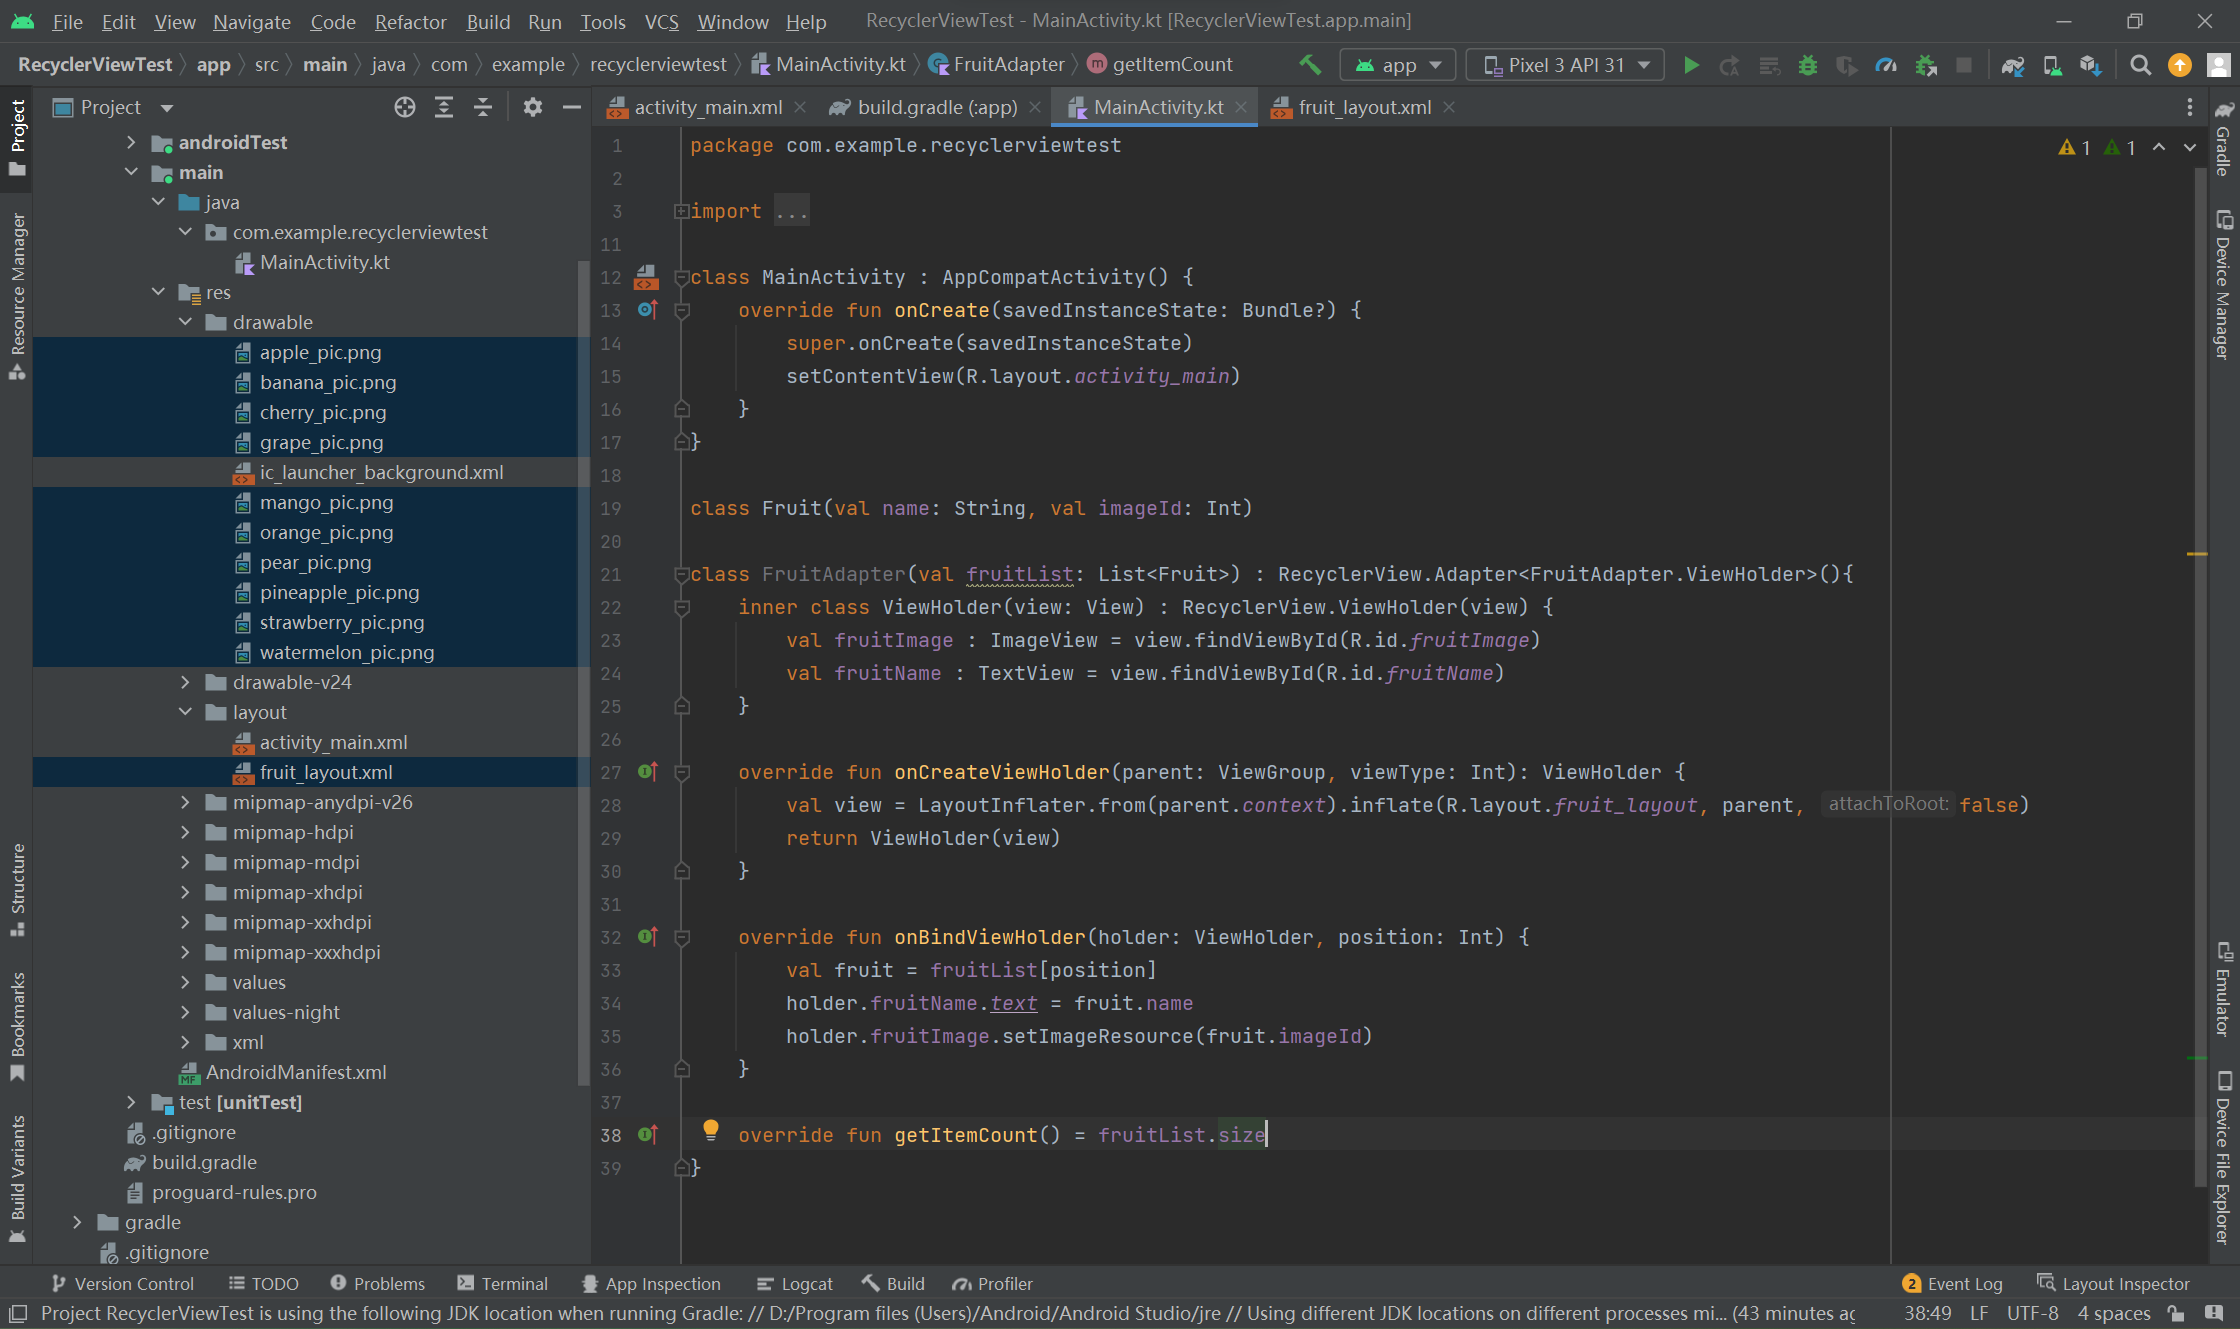 File Edit View Navigate Code Refactor Build Run Tools VCS Window Help RecyclerViewTest - MainActivity.kt [RecyclerViewTest.app.main]
RecyclerViewTest app src main java com example recyclerviewtest MainActivity.kt FruitAdapter getItemCount app Pixel 3 API 31
Project
activity_main.xml build.gradle (:app) MainActivity.kt fruit_layout.xml
Project
Resource Manager
Structure
Bookmarks
Build Variants
androidTest
main
java
com.example.recyclerviewtest
MainActivity.kt
res
drawable
apple_pic.png
banana_pic.png
cherry_pic.png
grape_pic.png
ic_launcher_background.xml
mango_pic.png
orange_pic.png
pear_pic.png
pineapple_pic.png
strawberry_pic.png
watermelon_pic.png
drawable-v24
layout
activity_main.xml
fruit_layout.xml
mipmap-anydpi-v26
mipmap-hdpi
mipmap-mdpi
mipmap-xhdpi
mipmap-xxhdpi
mipmap-xxxhdpi
values
values-night
xml
AndroidManifest.xml
test [unitTest]
.gitignore
build.gradle
proguard-rules.pro
gradle
.gitignore
1 package com.example.recyclerviewtest
2
3 import ...
11
12 class MainActivity : AppCompatActivity() {
13 override fun onCreate(savedInstanceState: Bundle?) {
14 super.onCreate(savedInstanceState)
15 setContentView(R.layout.activity_main)
16 }
17 }
18
19 class Fruit(val name: String, val imageId: Int)
20
21 class FruitAdapter(val fruitList: List<Fruit>) : RecyclerView.Adapter<FruitAdapter.ViewHolder>(){
22 inner class ViewHolder(view: View) : RecyclerView.ViewHolder(view) {
23 val fruitImage : ImageView = view.findViewById(R.id.fruitImage)
24 val fruitName : TextView = view.findViewById(R.id.fruitName)
25 }
26
27 override fun onCreateViewHolder(parent: ViewGroup, viewType: Int): ViewHolder {
28 val view = LayoutInflater.from(parent.context).inflate(R.layout.fruit_layout, parent, attachToRoot: false)
29 return ViewHolder(view)
30 }
31
32 override fun onBindViewHolder(holder: ViewHolder, position: Int) {
33 val fruit = fruitList[position]
34 holder.fruitName.text = fruit.name
35 holder.fruitImage.setImageResource(fruit.imageId)
36 }
37
38 override fun getItemCount() = fruitList.size
39 }
1 1
Gradle
Device Manager
Emulator
Device File Explorer
Version Control TODO Problems Terminal App Inspection Logcat Build Profiler 2 Event Log Layout Inspector
Project RecyclerViewTest is using the following JDK location when running Gradle: // D:/Program files (Users)/Android/Android Studio/jre // Using different JDK locations on different processes mi... (43 minutes ag 38:49 LF UTF-8 4 spaces